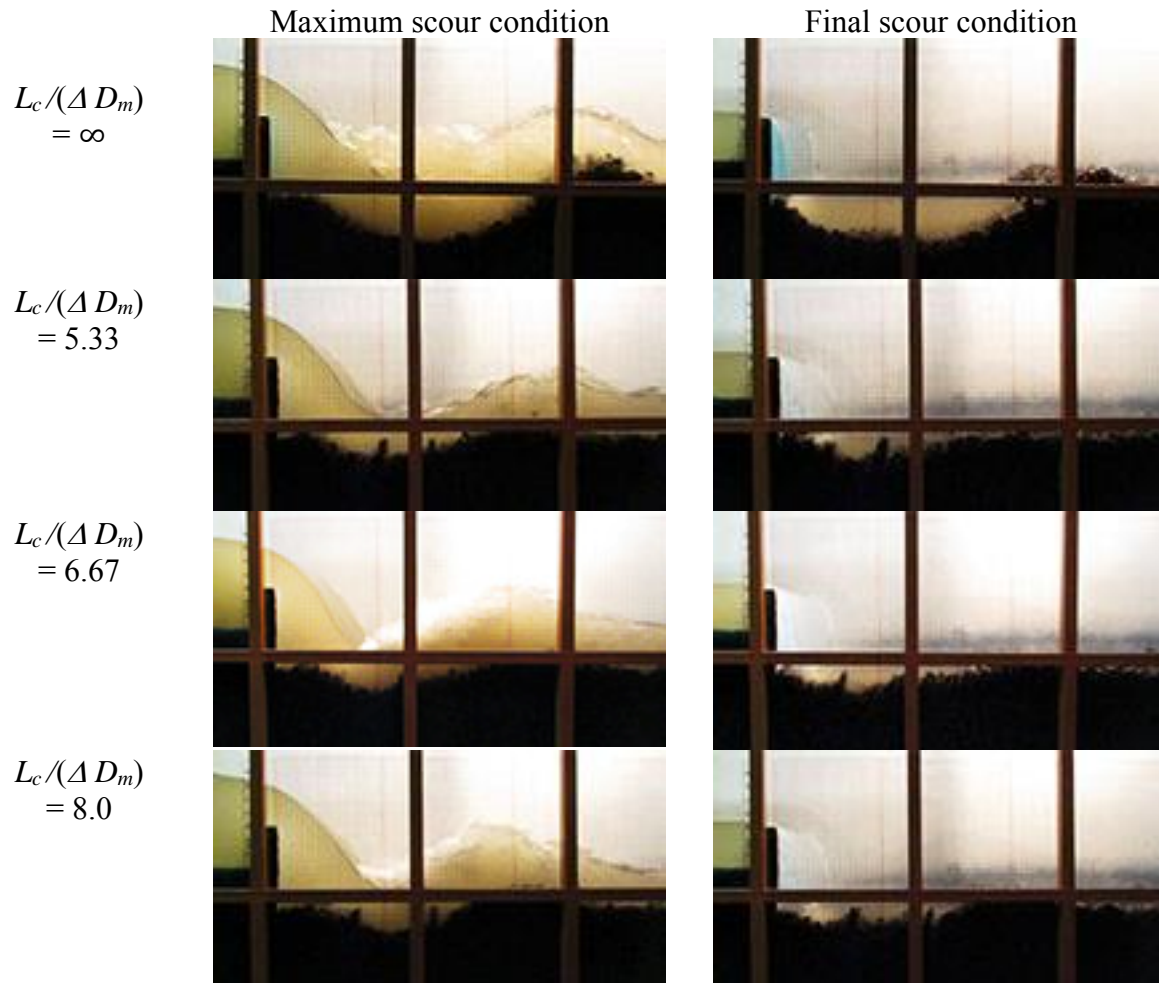 Maximum scour condition
Final scour condition
Lc/(Δ Dm)
= ∞
Lc/(Δ Dm)
= 5.33
Lc/(Δ Dm)
= 6.67
Lc/(Δ Dm)
= 8.0